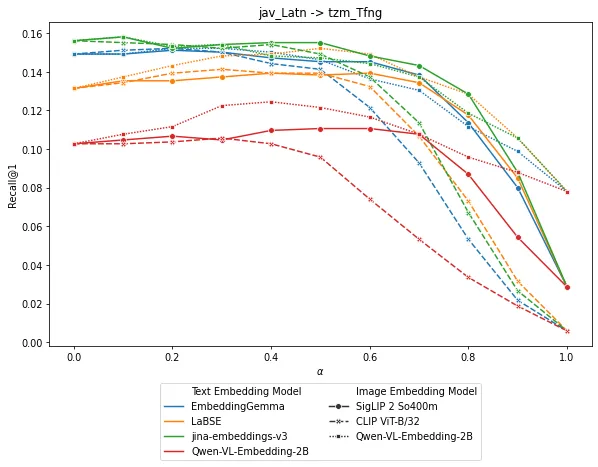 jav_Latn -> tzm_Tfng
Recall@1
0.16
0.14
0.12
0.10
0.08
0.06
0.04
0.02
0.00
0.0
0.2
0.4
0.6
0.8
1.0
α
Text Embedding Model
EmbeddingGemma
LaBSE
jina-embeddings-v3
Qwen-VL-Embedding-2B
Image Embedding Model
SigLIP 2 So400m
CLIP ViT-B/32
Qwen-VL-Embedding-2B